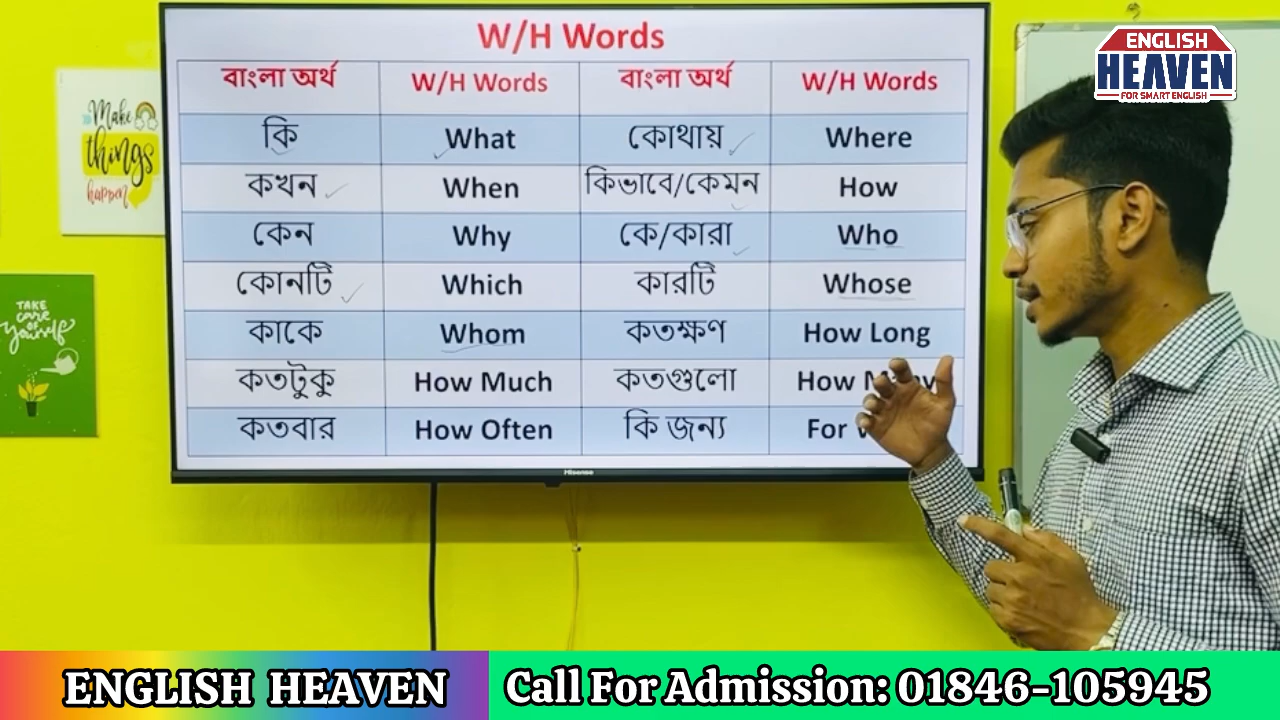 W/H Words
বাংলা অর্থ W/H Words বাংলা অর্থ W/H Words
কি What কোথায় Where
কখন When কিভাবে/কেমন How
কেন Why কে/কারা Who
কোনটি Which কারটি Whose
কাকে Whom কতক্ষণ How Long
কতটুকু How Much কতগুলো How
কতবার How Often কি জন্য For
Hisense
Make
things
happen
TAKE
care
OF
yourself
ENGLISH
HEAVEN
FOR SMART ENGLISH
ENGLISH HEAVEN Call For Admission: 01846-105945